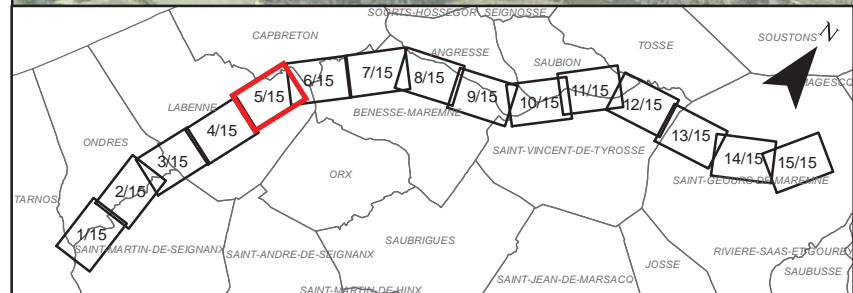 SOORTS-HOSSEGOR
SEIGNOSSE
CAPBRETON
TOSSE
SOUSTONS
N
ANGRESSE
SAUBION
MAGESCQ
6/15
7/15
8/15
5/15
9/15
10/15
11/15
12/15
LABENNE
BENESSE-MAREMNE
4/15
13/15
ONDRES
3/15
SAINT-VINCENT-DE-TYROSSE
14/15
15/15
ORX
SAINT-GEOURS-DE-MAREMNE
2/15
TARNOS
1/15
SAINT-MARTIN-DE-SEIGNANX
SAINT-ANDRE-DE-SEIGNANX
SAUBRIGUES
RIVIERE-SAAS-ET-GOURBY
JOSSE
SAUBUSSE
SAINT-JEAN-DE-MARSACQ
SAINT-MARTIN-DE-HINX